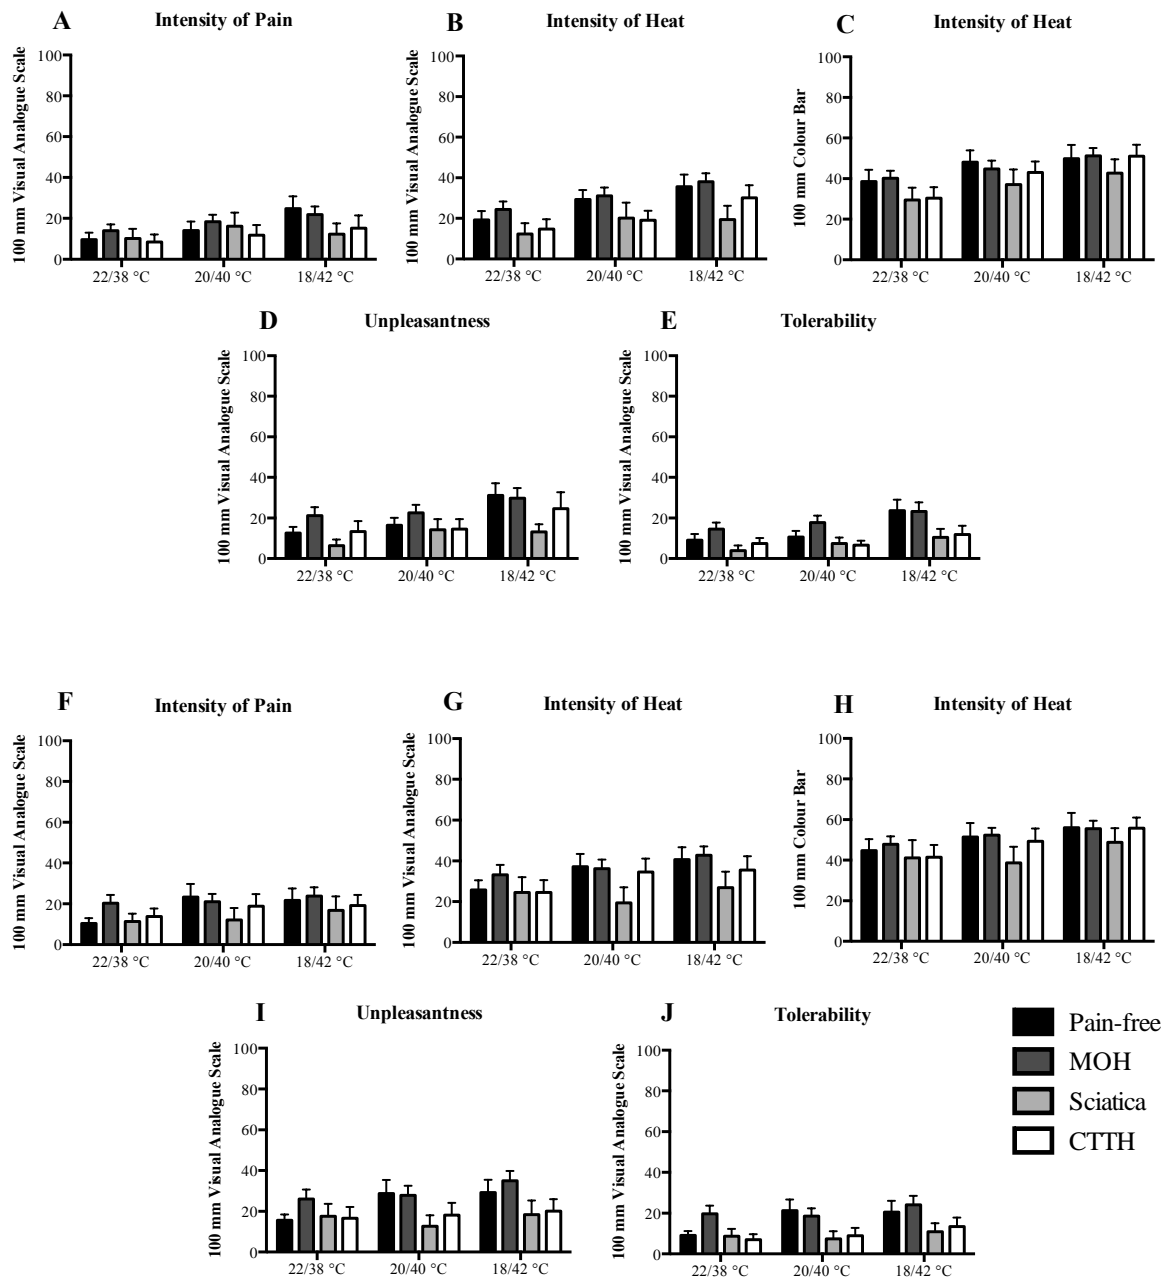 A
Intensity of Pain
100 mm Visual Analogue Scale
100
80
60
40
20
0
22/38 °C
20/40 °C
18/42 °C
B
Intensity of Heat
100 mm Visual Analogue Scale
100
80
60
40
20
0
22/38 °C
20/40 °C
18/42 °C
C
Intensity of Heat
100 mm Colour Bar
100
80
60
40
20
0
22/38 °C
20/40 °C
18/42 °C
D
Unpleasantness
100 mm Visual Analogue Scale
100
80
60
40
20
0
22/38 °C
20/40 °C
18/42 °C
E
Tolerability
100 mm Visual Analogue Scale
100
80
60
40
20
0
22/38 °C
20/40 °C
18/42 °C
F
Intensity of Pain
100 mm Visual Analogue Scale
100
80
60
40
20
0
22/38 °C
20/40 °C
18/42 °C
G
Intensity of Heat
100 mm Visual Analogue Scale
100
80
60
40
20
0
22/38 °C
20/40 °C
18/42 °C
H
Intensity of Heat
100 mm Colour Bar
100
80
60
40
20
0
22/38 °C
20/40 °C
18/42 °C
I
Unpleasantness
100 mm Visual Analogue Scale
100
80
60
40
20
0
22/38 °C
20/40 °C
18/42 °C
J
Tolerability
100 mm Visual Analogue Scale
100
80
60
40
20
0
22/38 °C
20/40 °C
18/42 °C
Pain-free
MOH
Sciatica
CTTH